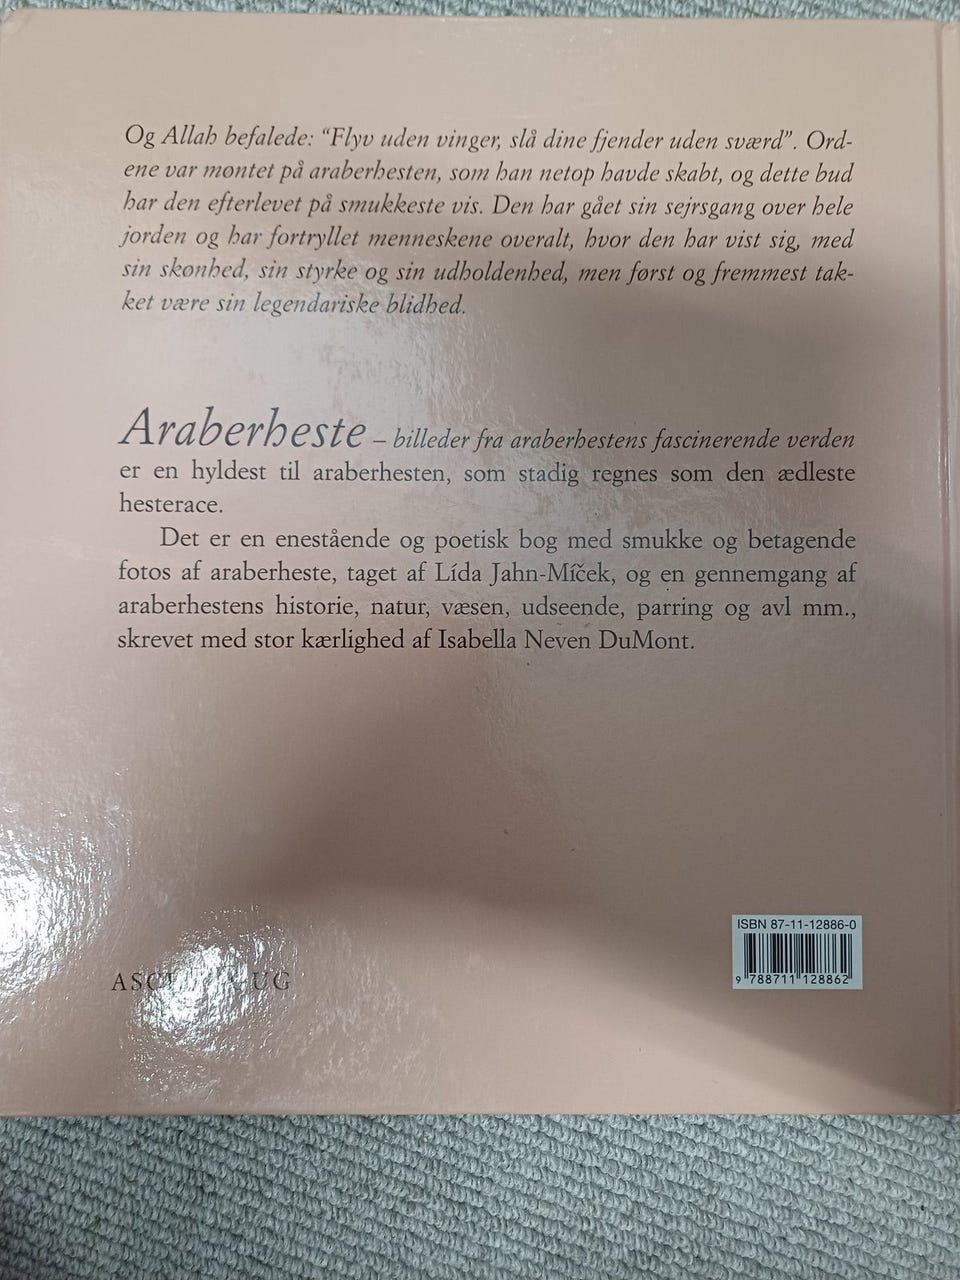 Og Allah befalede: “Flyv uden vinger, slå dine fjender uden sværd”. Ord-
ene var møntet på araberhesten, som han netop havde skabt, og dette bud
har den efterlevet på smukkeste vis. Den har gået sin sejrsgang over hele
jorden og har fortryllet menneskene overalt, hvor den har vist sig, med
sin skønhed, sin styrke og sin udholdenhed, men først og fremmest tak-
ket være sin legendariske blidhed.
Araberheste – billeder fra araberhestens fascinerende verden
er en hyldest til araberhesten, som stadig regnes som den ædleste
hesterace.
Det er en enestående og poetisk bog med smukke og betagende
fotos af araberheste, taget af Lída Jahn-Míček, og en gennemgang af
araberhestens historie, natur, væsen, udseende, parring og avl mm.,
skrevet med stor kærlighed af Isabella Neven DuMont.
ISBN 87-11-12886-0
9 788711 128862